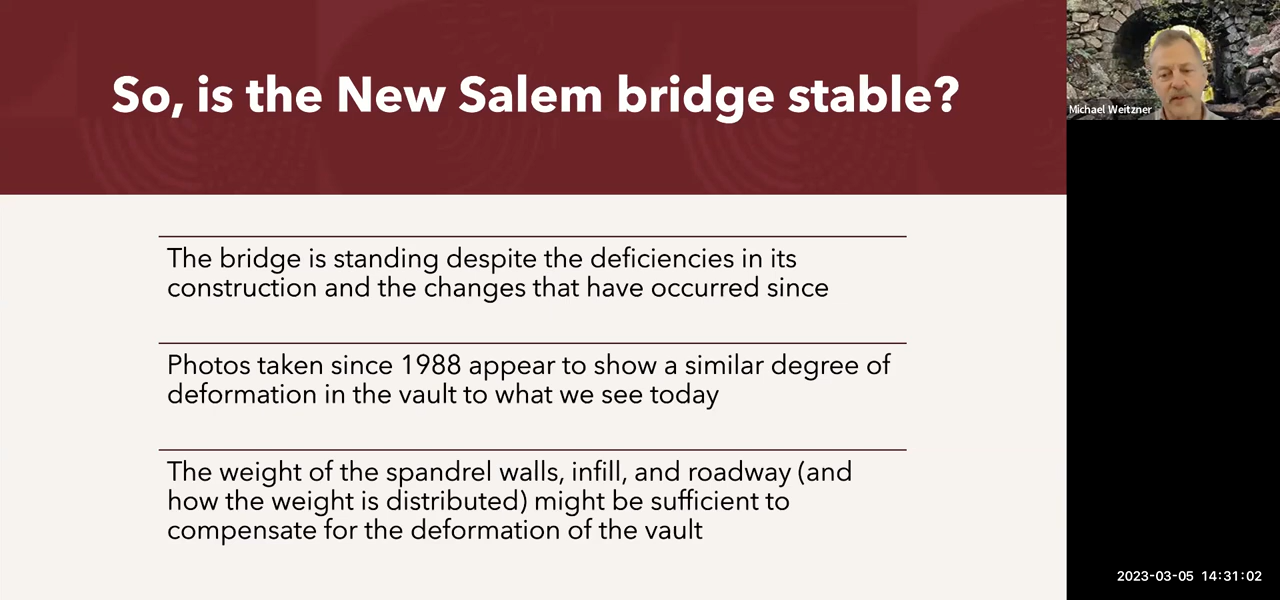 So, is the New Salem bridge stable?
Michael Weitzner
The bridge is standing despite the deficiencies in its
construction and the changes that have occurred since
Photos taken since 1988 appear to show a similar degree of
deformation in the vault to what we see today
The weight of the spandrel walls, infill, and roadway (and
how the weight is distributed) might be sufficient to
compensate for the deformation of the vault
2023-03-05 14:31:02